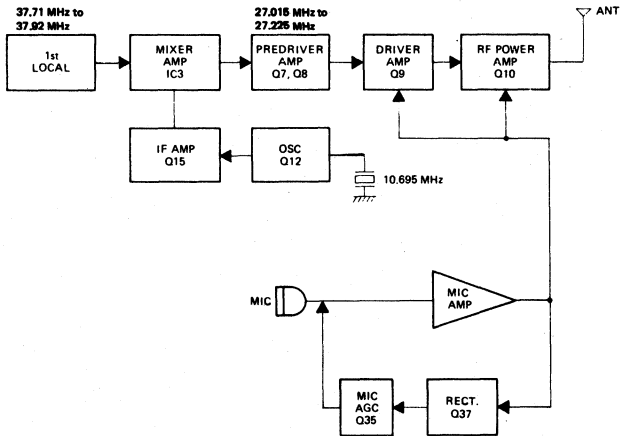 37.71 MHz to
37.92 MHz
27.015 MHz to
27.225 MHz
ANT
1st
LOCAL
MIXER
AMP
IC3
PREDRIVER
AMP
Q7, Q8
DRIVER
AMP
Q9
RF POWER
AMP
Q10
IF AMP
Q15
OSC
Q12
10.695 MHz
MIC
MIC
AMP
MIC
AGC
Q35
RECT.
Q37